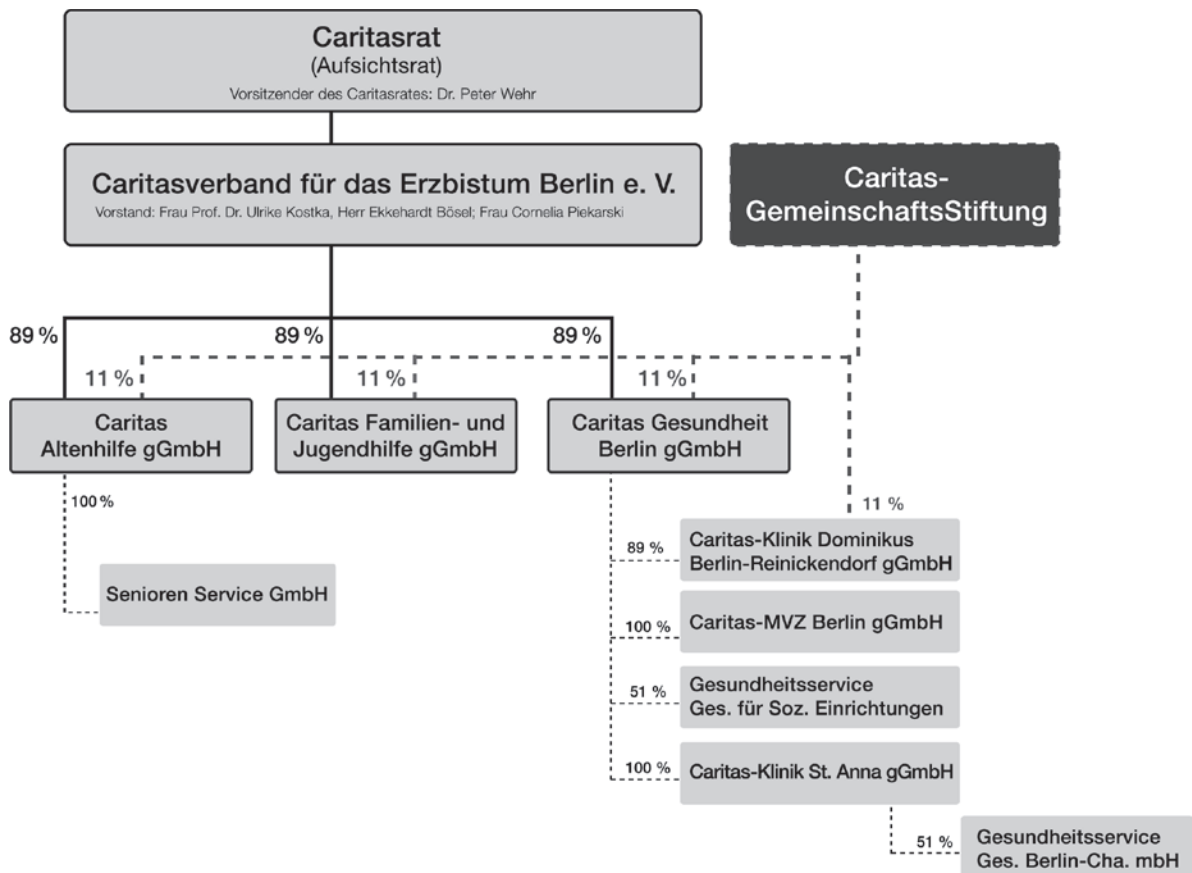 Caritasrat
(Aufsichtsrat)
Vorsitzender des Caritasrates: Dr. Peter Wehr
Caritasverband für das Erzbistum Berlin e. V.
Vorstand: Frau Prof. Dr. Ulrike Kostka, Herr Ekkehardt Bösel; Frau Cornelia Piekarski
Caritas-
GemeinschaftsStiftung
89 %
89 %
89 %
11 %
11 %
11 %
Caritas
Altenhilfe gGmbH
Caritas Familien- und
Jugendhilfe gGmbH
Caritas Gesundheit
Berlin gGmbH
100 %
Senioren Service GmbH
11 %
89 %
Caritas-Klinik Dominikus
Berlin-Reinickendorf gGmbH
100 %
Caritas-MVZ Berlin gGmbH
51 %
Gesundheitsservice
Ges. für Soz. Einrichtungen
100 %
Caritas-Klinik St. Anna gGmbH
51 %
Gesundheitsservice
Ges. Berlin-Cha. mbH